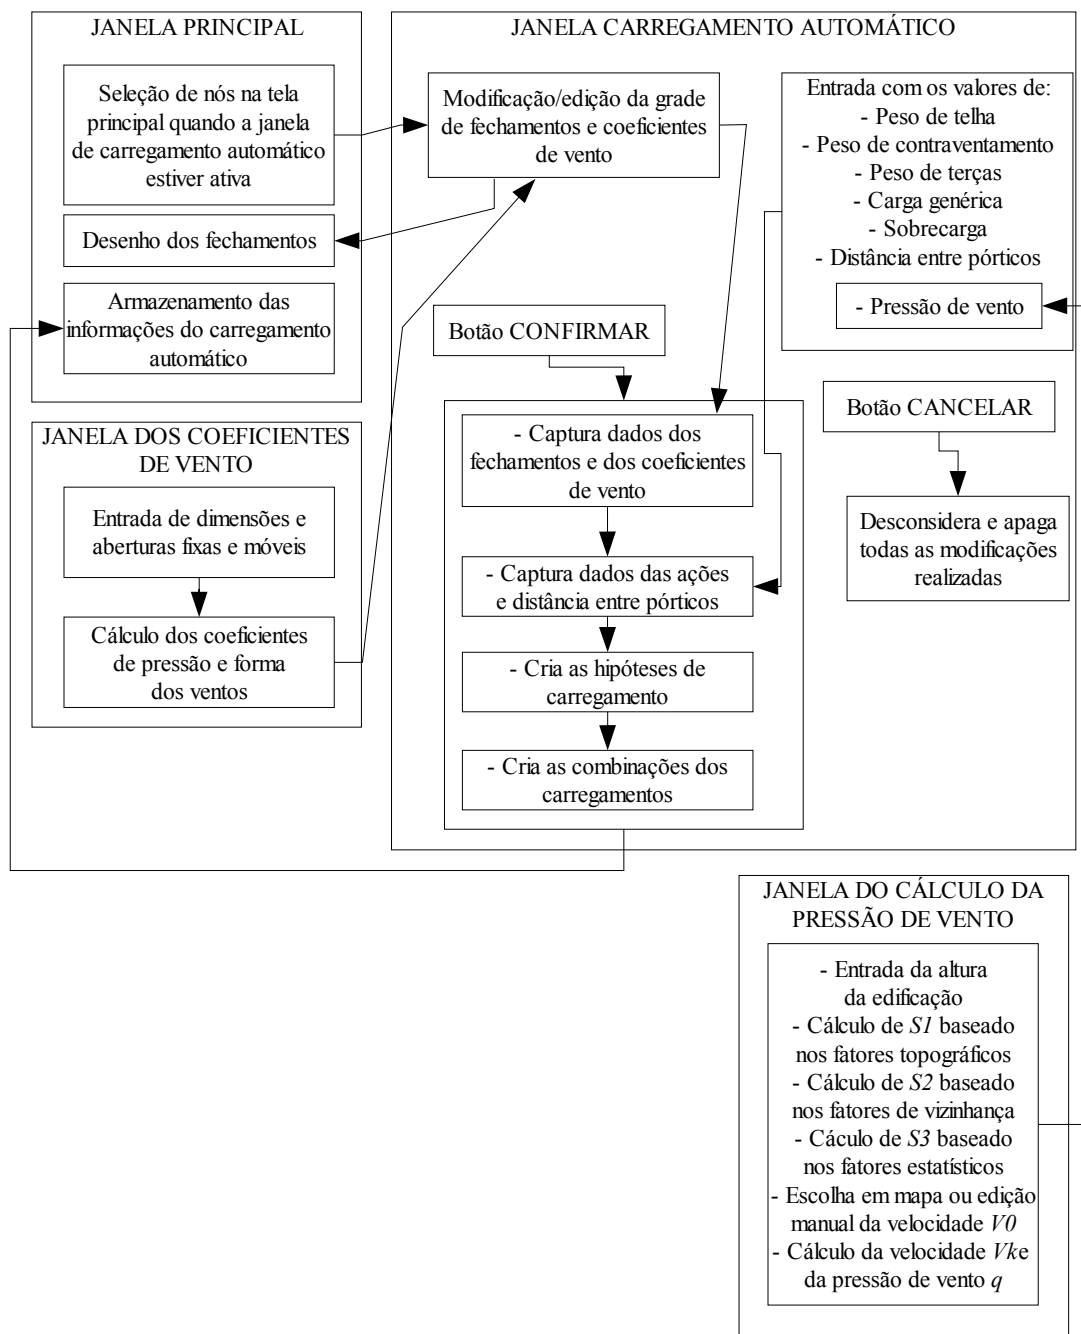 JANELA PRINCIPAL
Seleção de nós na tela
principal quando a janela
de carregamento automático
estiver ativa
Desenho dos fechamentos
Armazenamento das
informações do carregamento
automático
JANELA DOS COEFICIENTES
DE VENTO
Entrada de dimensões e
aberturas fixas e móveis
Cálculo dos coeficientes
de pressão e forma
dos ventos
JANELA CARREGAMENTO AUTOMÁTICO
Modificação/edição da grade
de fechamentos e coeficientes
de vento
Entrada com os valores de:
- Peso de telha
- Peso de contraventamento
- Peso de terças
- Carga genérica
- Sobrecarga
- Distância entre pórticos
- Pressão de vento
Botão CONFIRMAR
- Captura dados dos
fechamentos e dos coeficientes
de vento
- Captura dados das ações
e distância entre pórticos
- Cria as hipóteses de
carregamento
- Cria as combinações dos
carregamentos
Botão CANCELAR
Desconsidera e apaga
todas as modificações
realizadas
JANELA DO CÁLCULO DA
PRESSÃO DE VENTO
- Entrada da altura
da edificação
- Cálculo de S1 baseado
nos fatores topográficos
- Cálculo de S2 baseado
nos fatores de vizinhança
- Cáculo de S3 baseado
nos fatores estatísticos
- Escolha em mapa ou edição
manual da velocidade V0
- Cálculo da velocidade Vke
da pressão de vento q